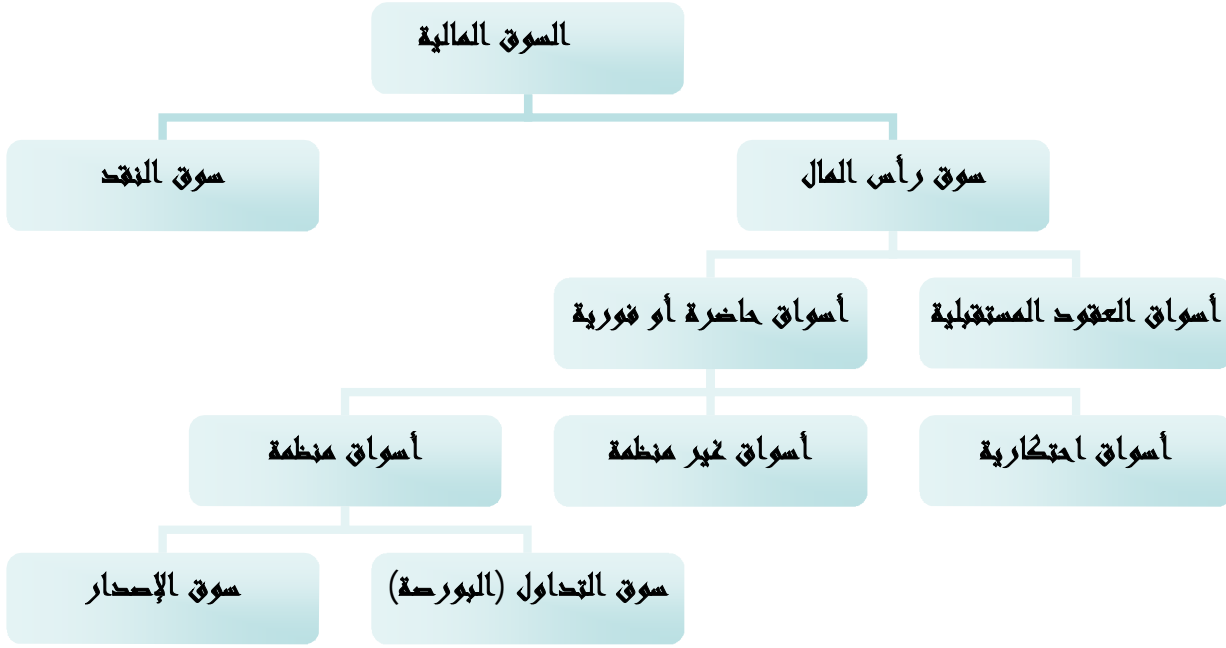 السوق المالية
سوق رأس المال
سوق النقد
أسواق العقود المستقبلية
أسواق حاضرة أو فورية
أسواق احتكارية
أسواق غير منظمة
أسواق منظمة
سوق التداول (البورصة)
سوق الإصدار